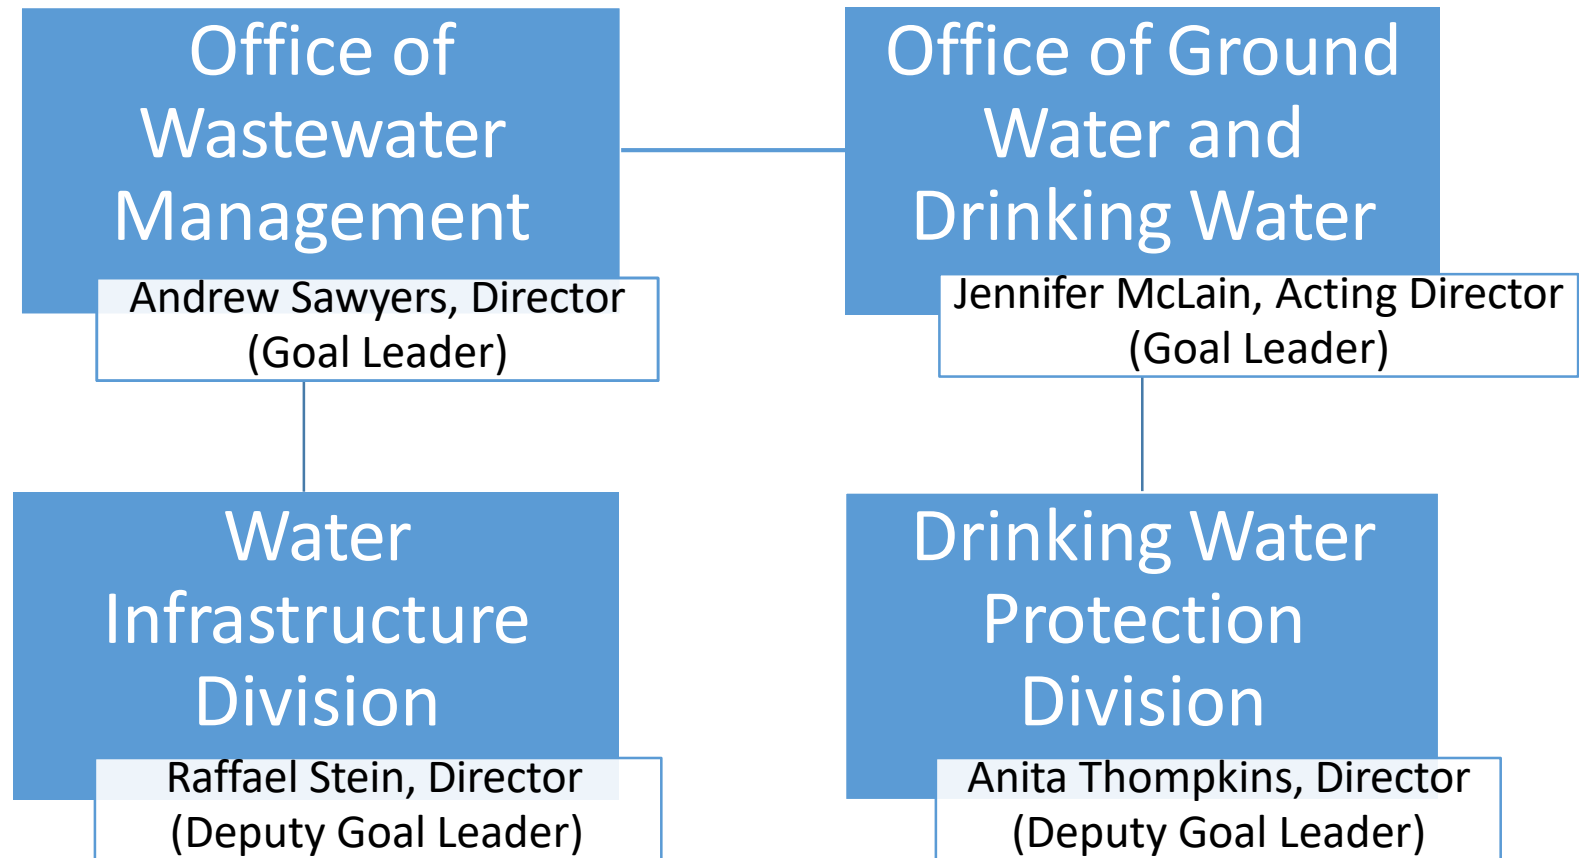 Office of
Wastewater
Management
Andrew Sawyers, Director
(Goal Leader)
Office of Ground
Water and
Drinking Water
Jennifer McLain, Acting Director
(Goal Leader)
Water
Infrastructure
Division
Raffael Stein, Director
(Deputy Goal Leader)
Drinking Water
Protection
Division
Anita Thompkins, Director
(Deputy Goal Leader)